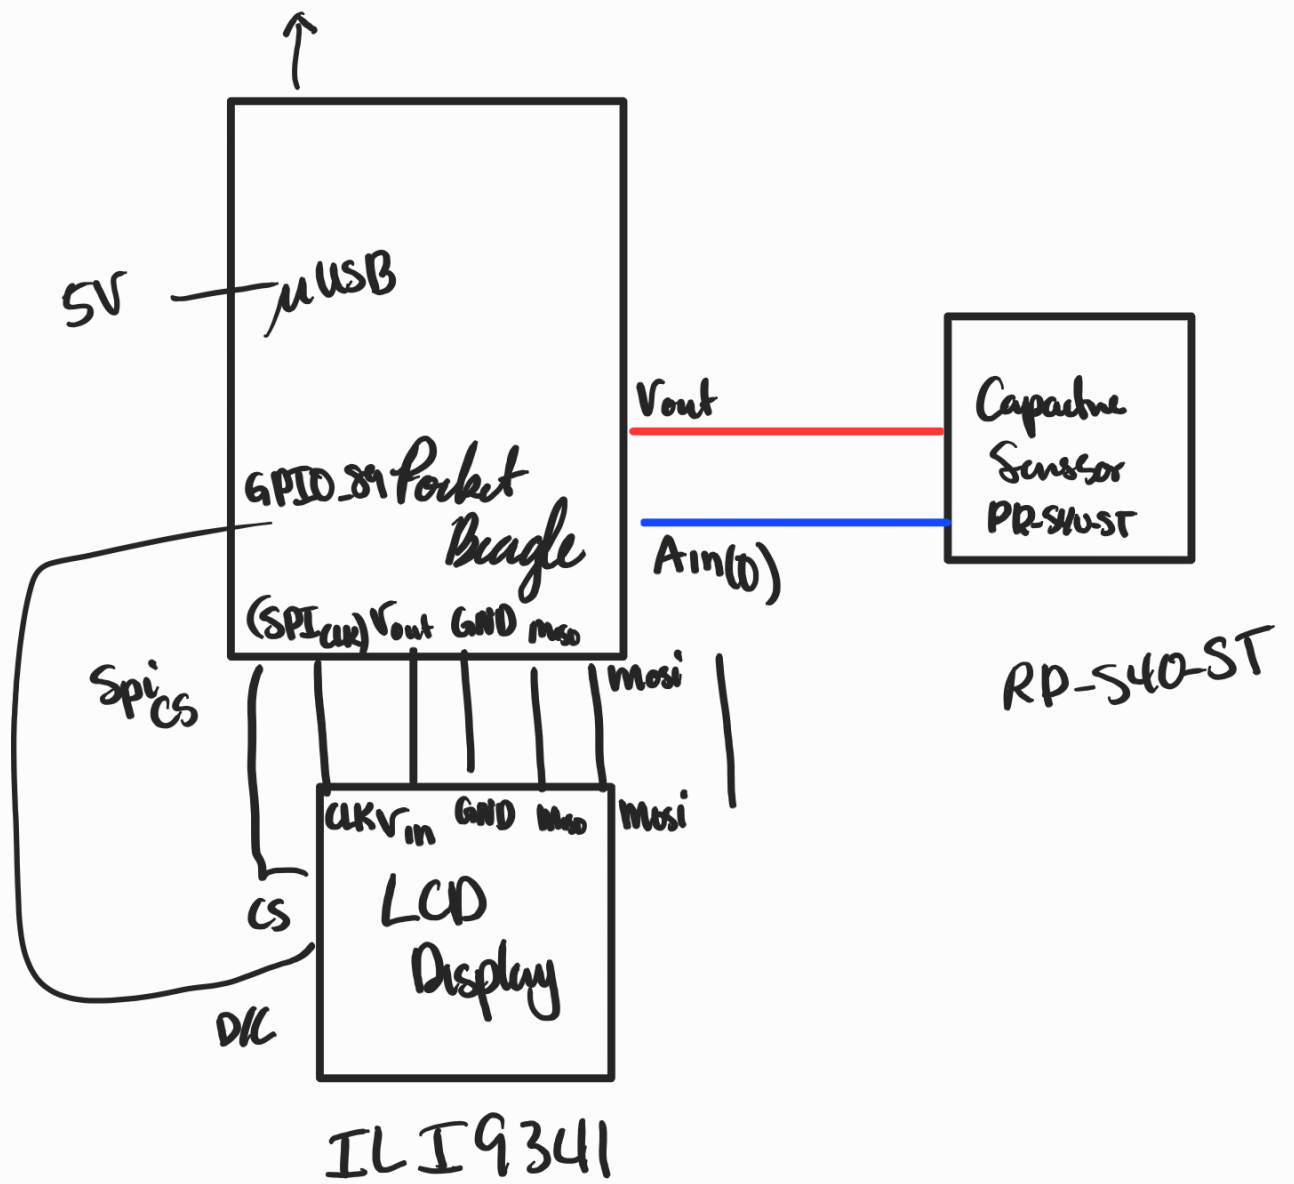 5V
μUSB
Vout
Capacitive
Sensor
GPIO_89
Pocket
Beagle
Ain(0)
(SPI CLK) Vout GND MISO
SPI CS
MOSI
RP-S40-ST
CLK Vin GND MISO MOSI
LCD
Display
CS
D/C
ILI9341